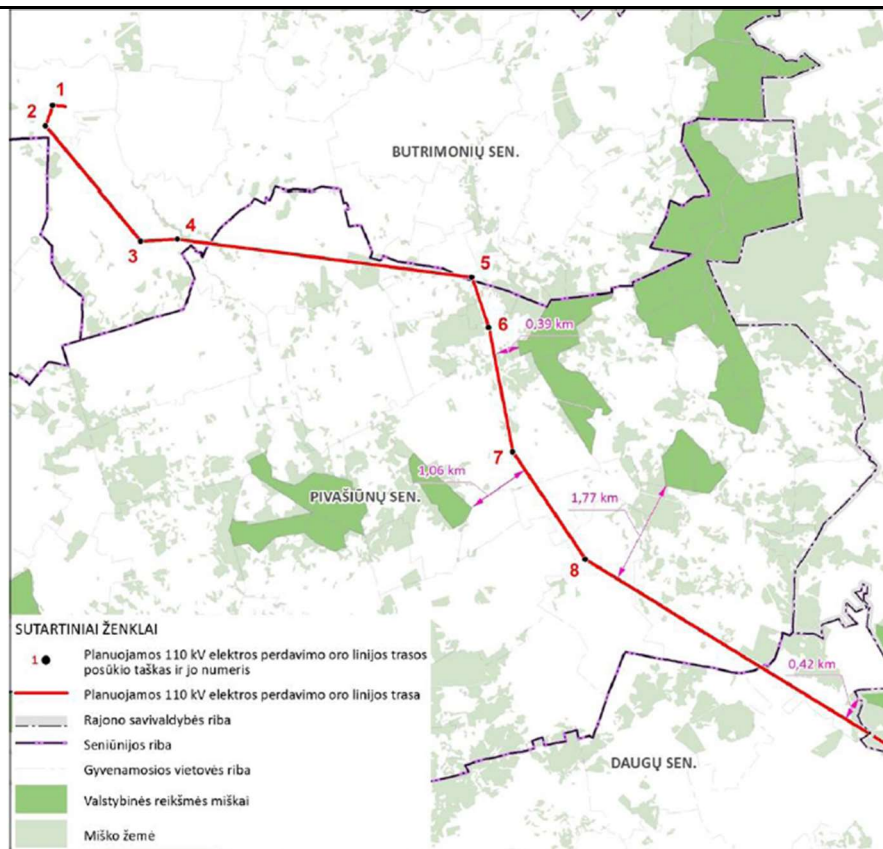 1
2
BUTRIMONIŲ SEN.
3
4
5
6
0,39 km
7
1,06 km
PIVAŠIŪNŲ SEN.
1,77 km
8
0,42 km
DAUGŲ SEN.
SUTARTINIAI ŽENKLAI
1
Planuojamos 110 kV elektros perdavimo oro linijos trasos
posūkio taškas ir jo numeris
Planuojamos 110 kV elektros perdavimo oro linijos trasa
Rajono savivaldybės riba
Seniūnijos riba
Gyvenamosios vietovės riba
Valstybinės reikšmės miškai
Miško žemė